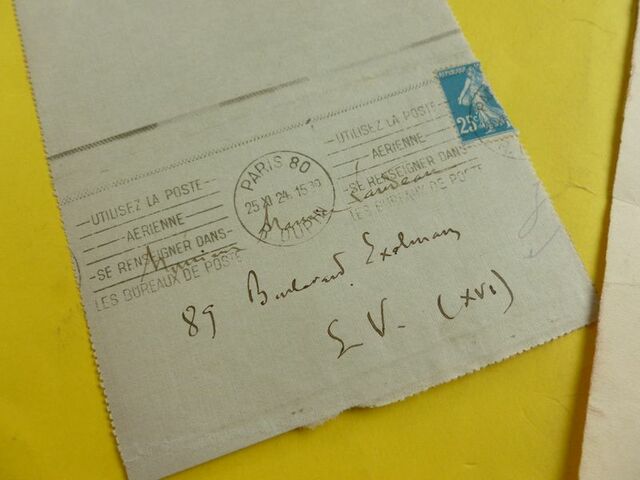 UTILISEZ LA POSTE
AERIENNE
SE RENSEIGNER DANS
LES BUREAUX DE POSTE
PARIS 80
25 XI 24. 15 30
R. DUPIN
UTILISEZ LA POSTE
AERIENNE
SE RENSEIGNER DANS
LES BUREAUX DE POSTE
25c
89 Boulevard Exelmans
E. V. (XVI)